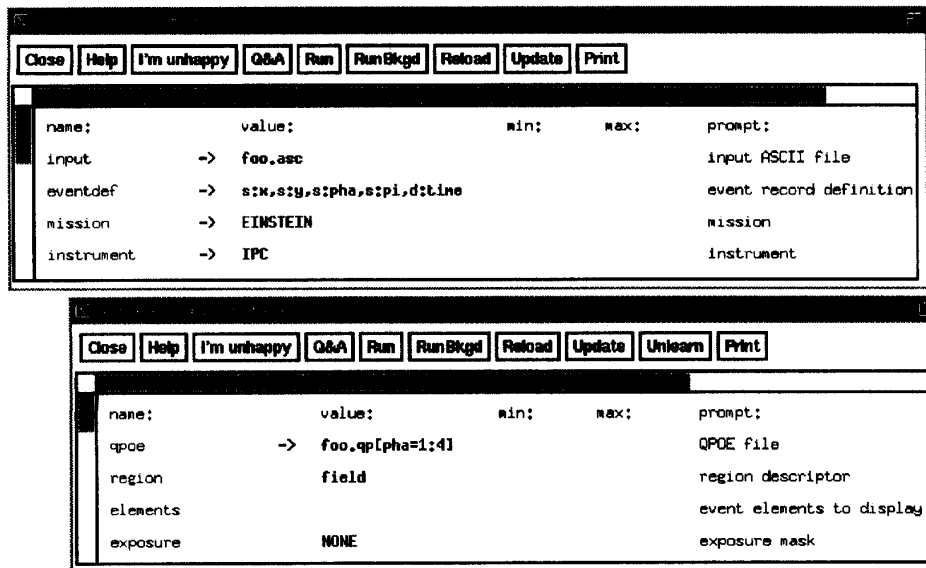 Close Help I'm unhappy Q&A Run RunBkgd Reload Update Print
name: value: min: max: prompt:
input -> foo.asc input ASCII file
eventdef -> s:x,s:y,s:pha,s:pi,d:time event record definition
mission -> EINSTEIN mission
instrument -> IPC instrument
Close Help I'm unhappy Q&A Run RunBkgd Reload Update Unlearn Print
name: value: min: max: prompt:
qpoe -> foo.qp[pha=1:4] QPOE file
region field region descriptor
elements event elements to display
exposure NONE exposure mask